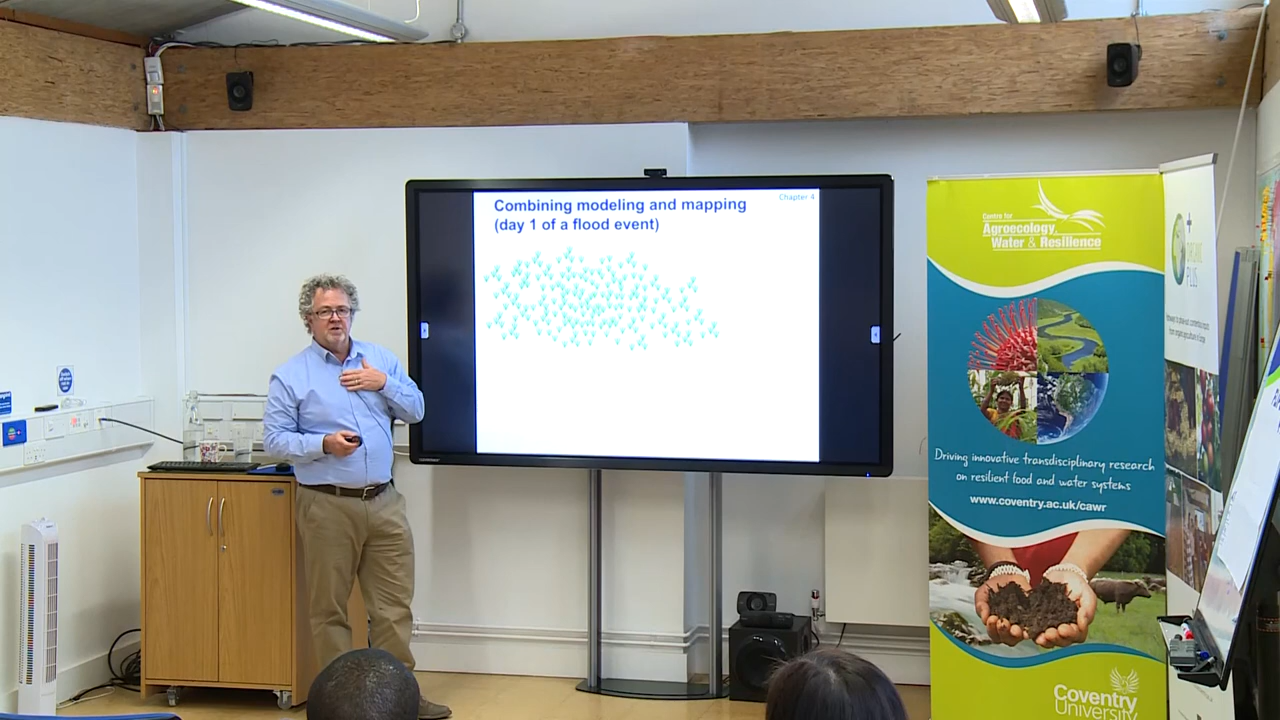 Combining modeling and mapping
(day 1 of a flood event)
Chapter 4
Centre for
Agroecology,
Water & Resilience
Driving innovative transdisciplinary research
on resilient food and water systems
www.coventry.ac.uk/cawr
Coventry
University
PLUS